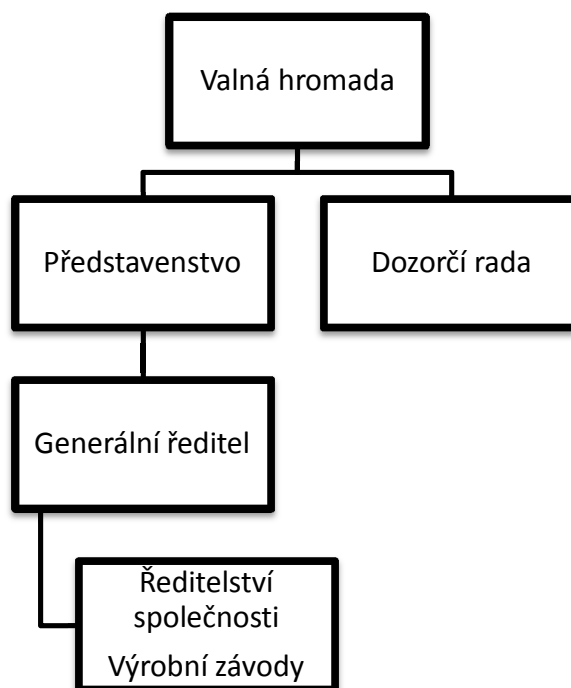 Valná hromada
Představenstvo
Dozorčí rada
Generální ředitel
Ředitelství
společnosti
Výrobní závody